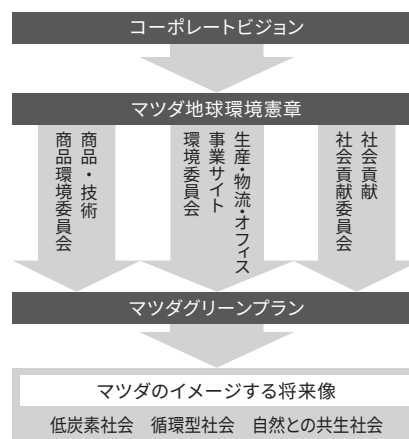 コーポレートビジョン
マツダ地球環境憲章
商品・技術
商品環境委員会
生産・物流・オフィス
事業サイト
環境委員会
社会貢献
社会貢献委員会
マツダグリーンプラン
マツダのイメージする将来像
低炭素社会　循環型社会　自然との共生社会